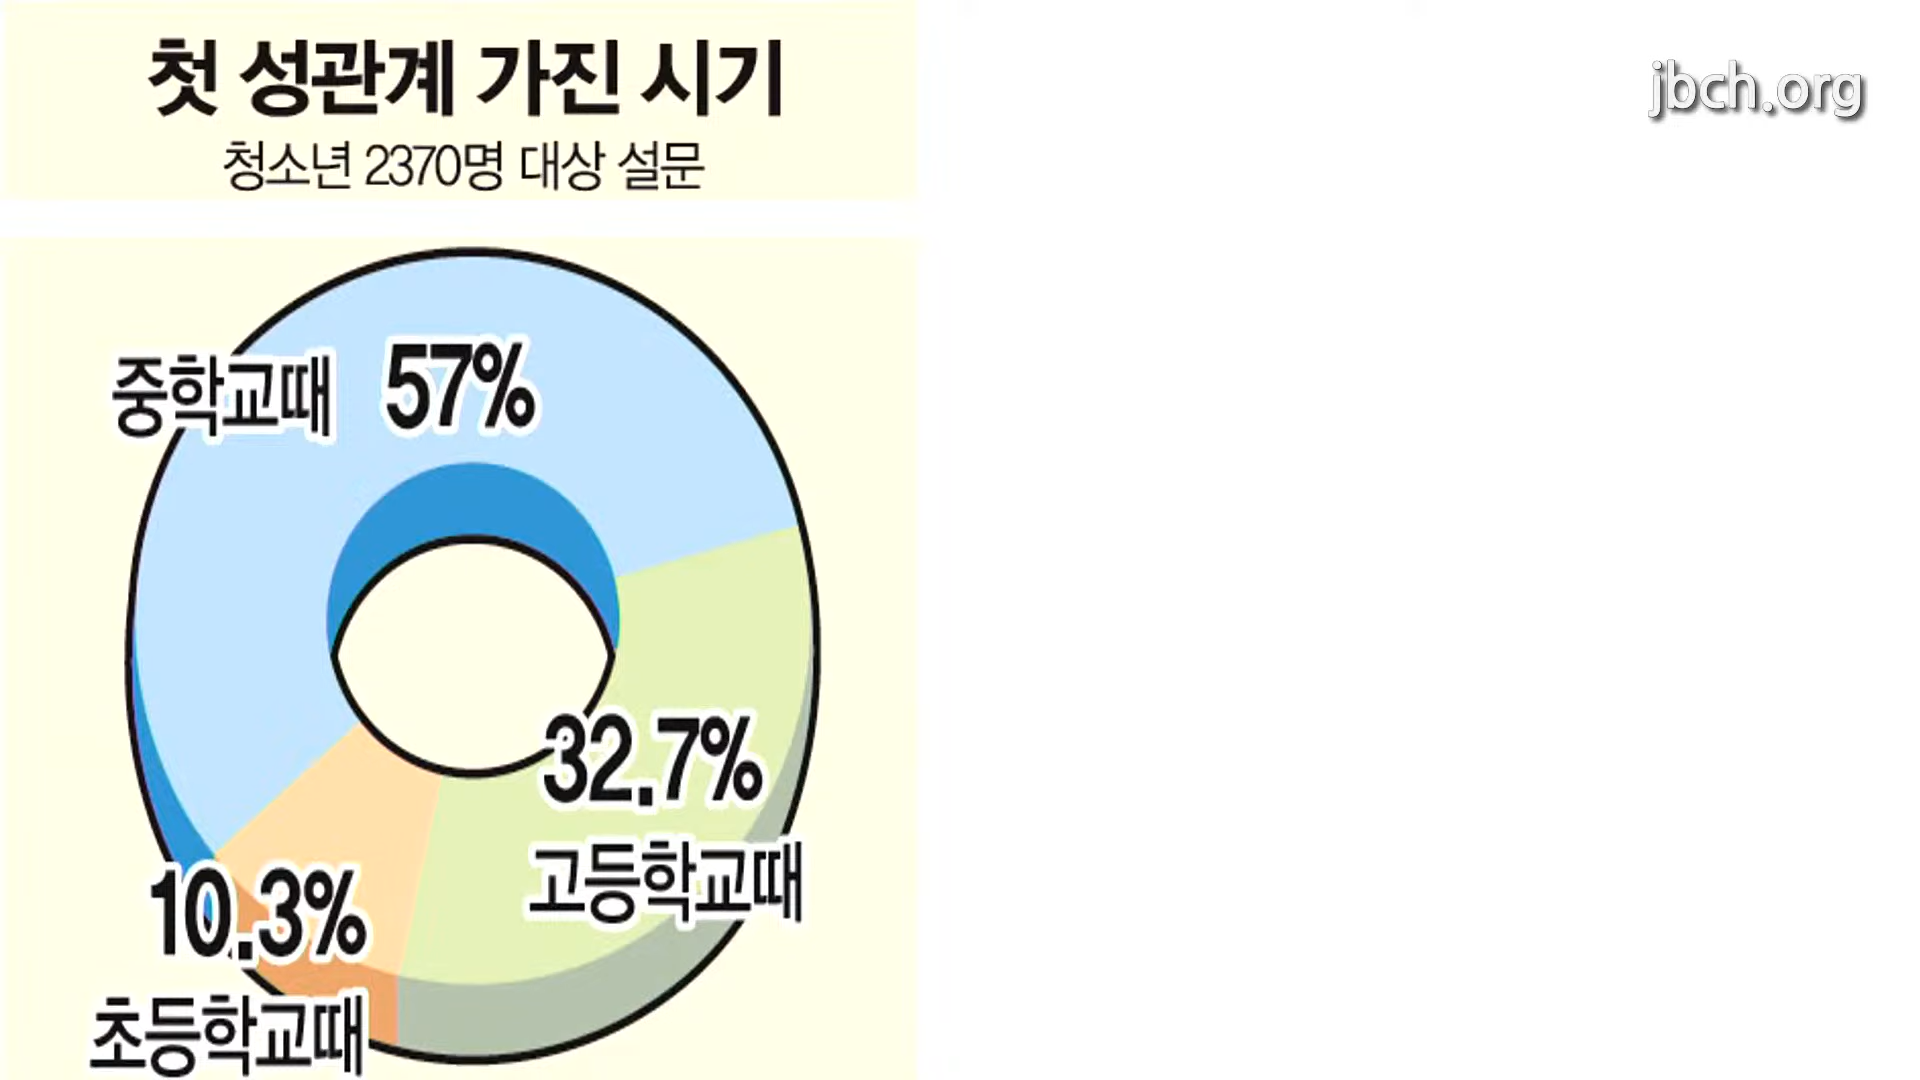 첫 성관계 가진 시기
청소년 2370명 대상 설문
jbch.org
중학교때 57%
32.7%
고등학교때
10.3%
초등학교때